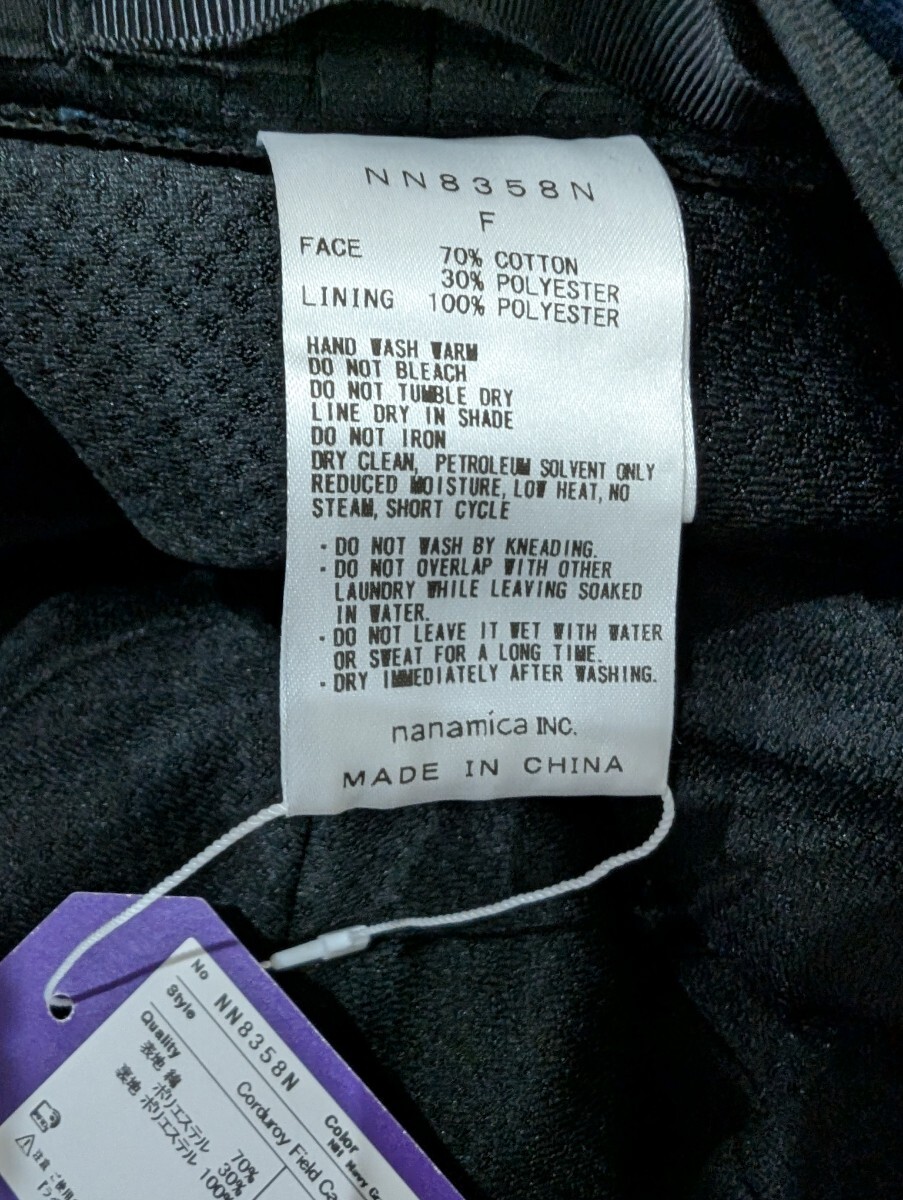 NN8358N
F
FACE 70% COTTON
30% POLYESTER
LINING 100% POLYESTER
HAND WASH WARM
DO NOT BLEACH
DO NOT TUMBLE DRY
LINE DRY IN SHADE
DO NOT IRON
DRY CLEAN, PETROLEUM SOLVENT ONLY
REDUCED MOISTURE, LOW HEAT, NO
STEAM, SHORT CYCLE
・DO NOT WASH BY KNEADING.
・DO NOT OVERLAP WITH OTHER
LAUNDRY WHILE LEAVING SOAKED
IN WATER.
・DO NOT LEAVE IT WET WITH WATER
OR SWEAT FOR A LONG TIME.
・DRY IMMEDIATELY AFTER WASHING.
nanamica INC.
MADE IN CHINA
No NN8358N
Style Corduroy Field
Color
Quality
表地 綿 70%
ポリエステル 30%
裏地 ポリエステル 100%